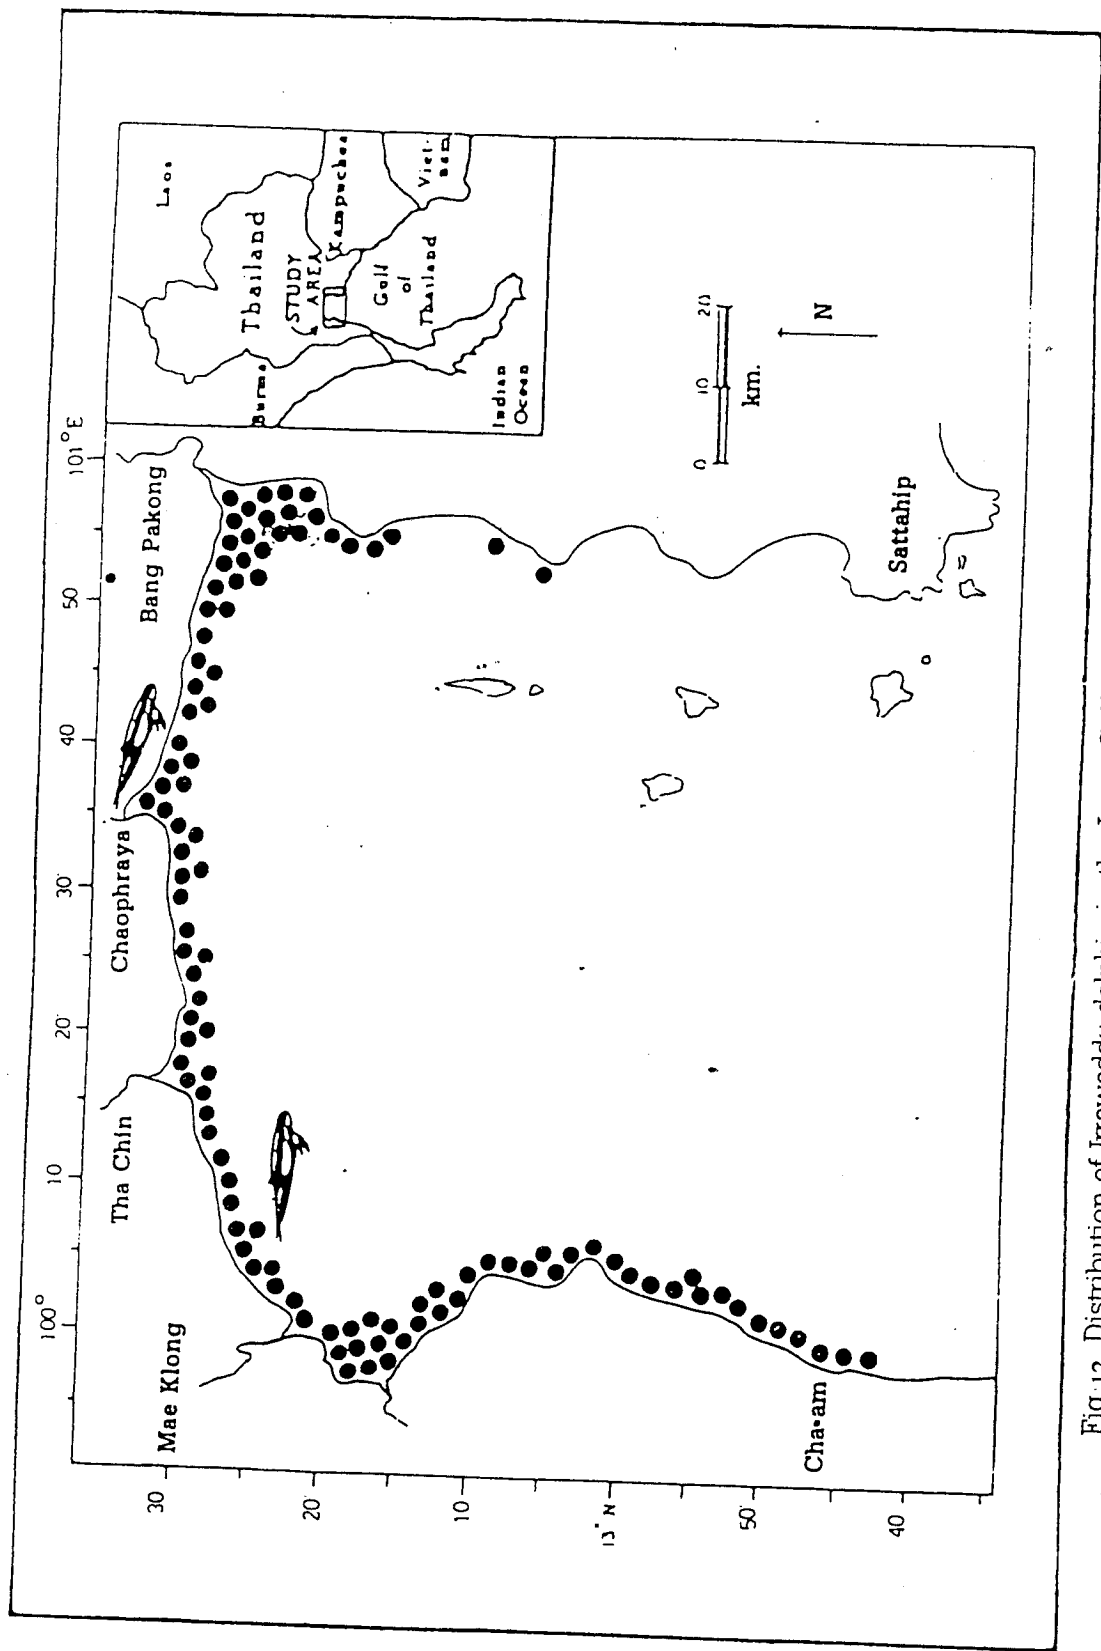 100°
10
20
30
40
50
101°E
Mae Klong
Tha Chin
Chaophraya
Bang Pakong
30
20
10
13° N
50
40
Cha-am
Sattahip
0 10 20
km.
N
Laos
Burma
Thailand
STUDY
AREA
Kampuchea
Viet-
nam
Gulf
of
Thailand
Indian
Ocean
Fig. 12 Distribution of Irraweddy dolphin in the